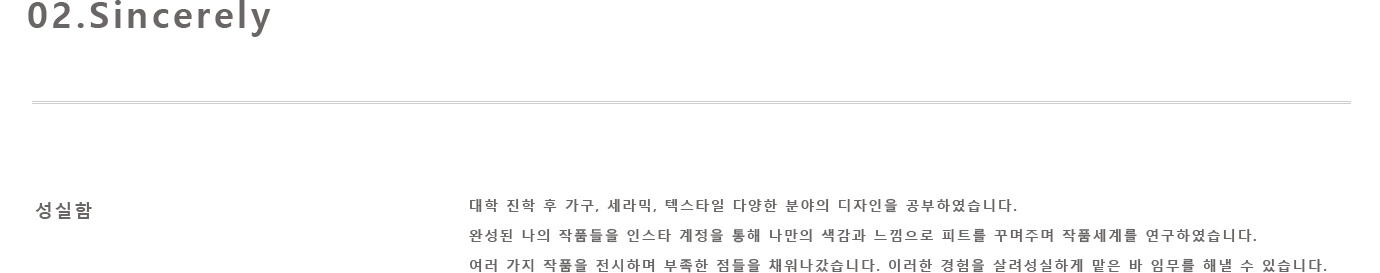 02.Sincerely
성실함
대학 진학 후 가구, 세라믹, 텍스타일 다양한 분야의 디자인을 공부하였습니다.
완성된 나의 작품들을 인스타 계정을 통해 나만의 색감과 느낌으로 피트를 꾸며주며 작품세계를 연구하였습니다.
여러 가지 작품을 전시하며 부족한 점들을 채워나갔습니다. 이러한 경험을 살려성실하게 맡은 바 임무를 해낼 수 있습니다.